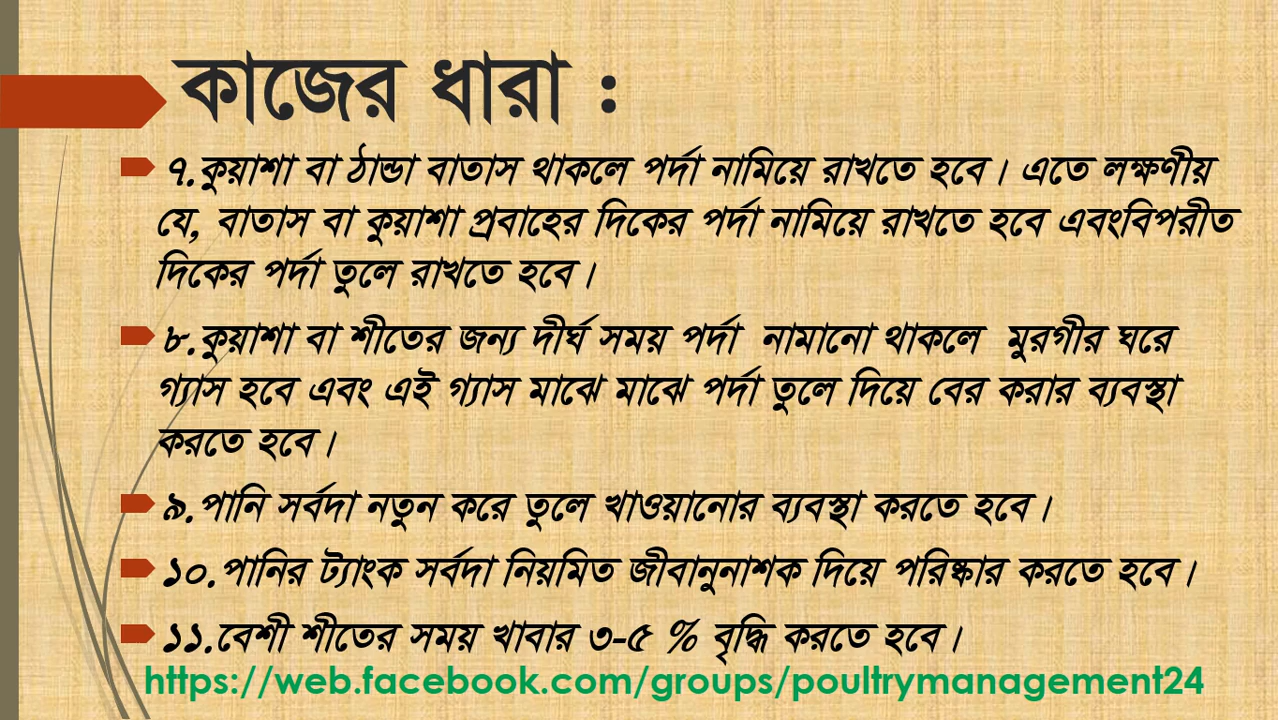 কাজের ধারা :
৭.কুয়াশা বা ঠান্ডা বাতাস থাকলে পর্দা নামিয়ে রাখতে হবে। এতে লক্ষণীয়
যে, বাতাস বা কুয়াশা প্রবাহের দিকের পর্দা নামিয়ে রাখতে হবে এবংবিপরীত
দিকের পর্দা তুলে রাখতে হবে।
৮.কুয়াশা বা শীতের জন্য দীর্ঘ সময় পর্দা নামানো থাকলে মুরগীর ঘরে
গ্যাস হবে এবং এই গ্যাস মাঝে মাঝে পর্দা তুলে দিয়ে বের করার ব্যবস্থা
করতে হবে।
৯.পানি সর্বদা নতুন করে তুলে খাওয়ানোর ব্যবস্থা করতে হবে।
১০.পানির ট্যাংক সর্বদা নিয়মিত জীবানুনাশক দিয়ে পরিষ্কার করতে হবে।
১১.বেশী শীতের সময় খাবার ৩-৫ % বৃদ্ধি করতে হবে।
https://web.facebook.com/groups/poultrymanagement24